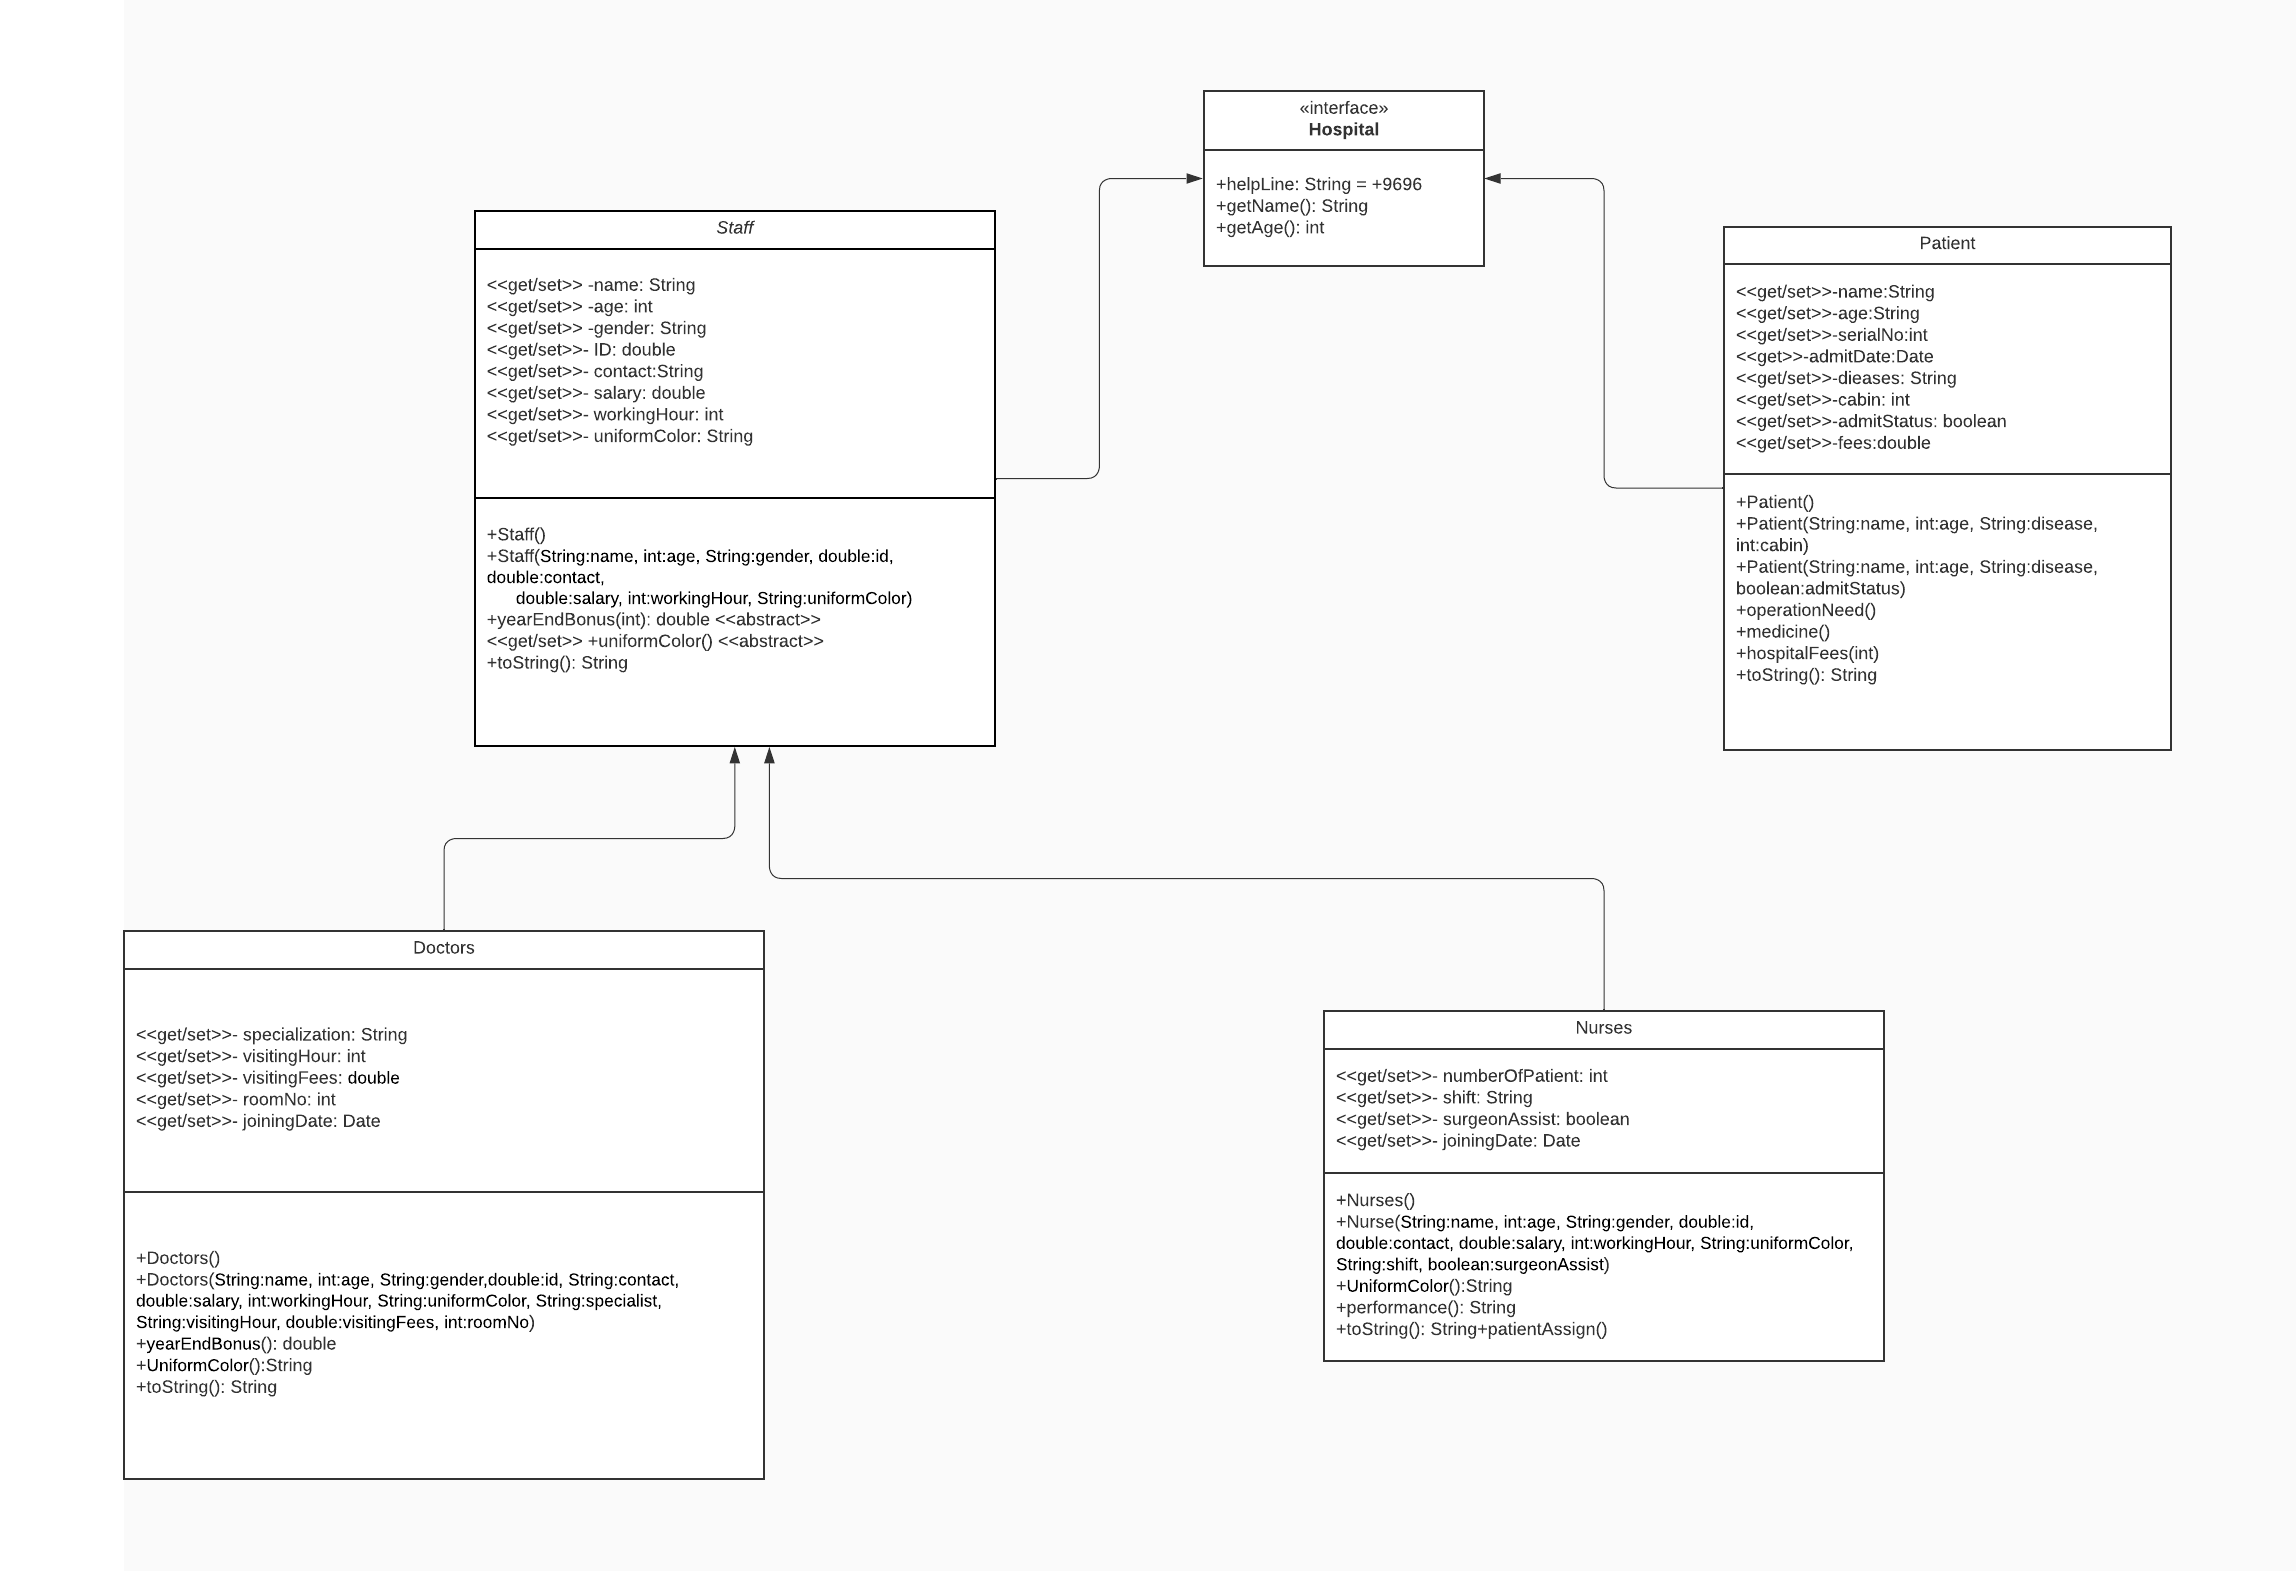 «interface»
Hospital
+helpLine: String = +9696
+getName(): String
+getAge(): int
Staff
<<get/set>> -name: String
<<get/set>> -age: int
<<get/set>> -gender: String
<<get/set>>- ID: double
<<get/set>>- contact:String
<<get/set>>- salary: double
<<get/set>>- workingHour: int
<<get/set>>- uniformColor: String
+Staff()
+Staff(String:name, int:age, String:gender, double:id,
double:contact,
double:salary, int:workingHour, String:uniformColor)
+yearEndBonus(int): double <<abstract>>
<<get/set>> +uniformColor() <<abstract>>
+toString(): String
Patient
<<get/set>>-name:String
<<get/set>>-age:String
<<get/set>>-serialNo:int
<<get>>-admitDate:Date
<<get/set>>-dieases: String
<<get/set>>-cabin: int
<<get/set>>-admitStatus: boolean
<<get/set>>-fees:double
+Patient()
+Patient(String:name, int:age, String:disease,
int:cabin)
+Patient(String:name, int:age, String:disease,
boolean:admitStatus)
+operationNeed()
+medicine()
+hospitalFees(int)
+toString(): String
Doctors
<<get/set>>- specialization: String
<<get/set>>- visitingHour: int
<<get/set>>- visitingFees: double
<<get/set>>- roomNo: int
<<get/set>>- joiningDate: Date
+Doctors()
+Doctors(String:name, int:age, String:gender,double:id, String:contact,
double:salary, int:workingHour, String:uniformColor, String:specialist,
String:visitingHour, double:visitingFees, int:roomNo)
+yearEndBonus(): double
+UniformColor():String
+toString(): String
Nurses
<<get/set>>- numberOfPatient: int
<<get/set>>- shift: String
<<get/set>>- surgeonAssist: boolean
<<get/set>>- joiningDate: Date
+Nurses()
+Nurse(String:name, int:age, String:gender, double:id,
double:contact, double:salary, int:workingHour, String:uniformColor,
String:shift, boolean:surgeonAssist)
+UniformColor():String
+performance(): String
+toString(): String+patientAssign()